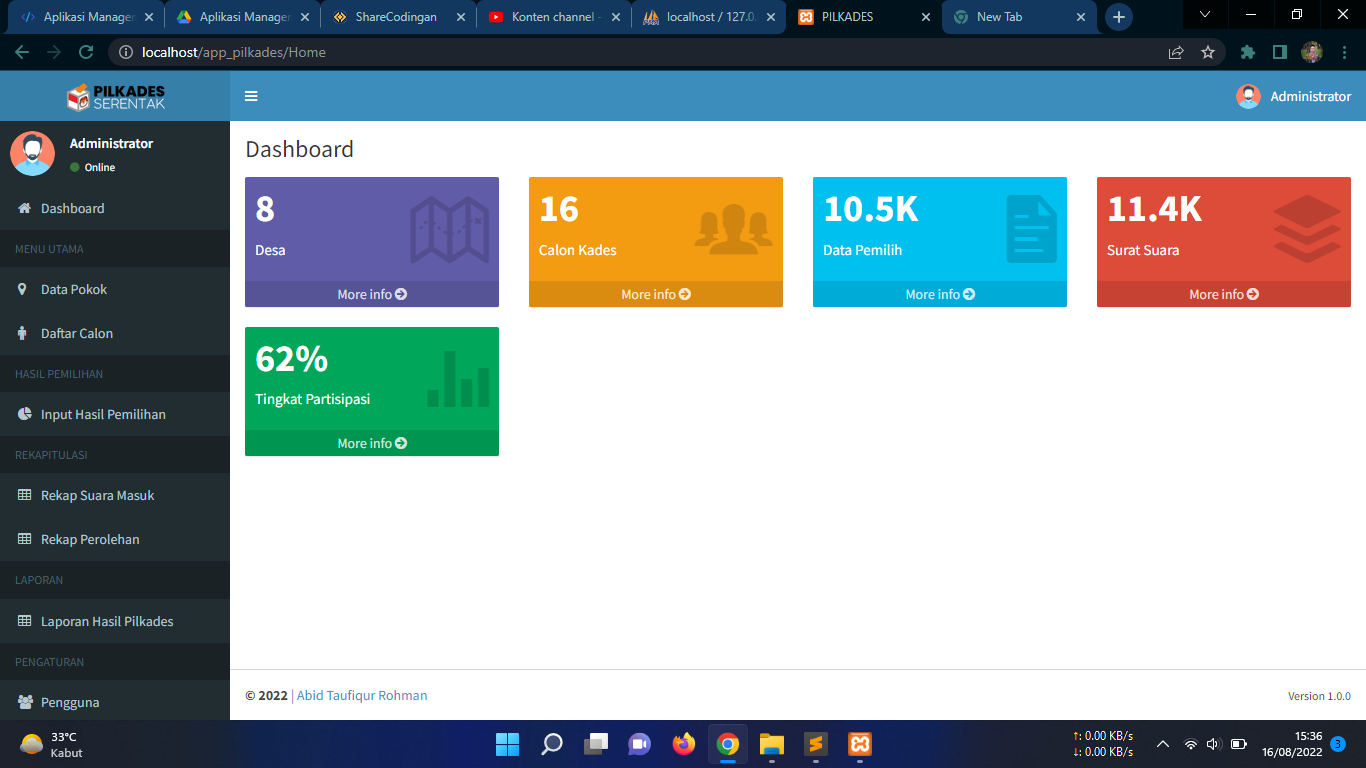 Aplikasi Manager
Aplikasi Manager
ShareCodingan
Konten channel -
localhost / 127.0.
PILKADES
New Tab
localhost/app_pilkades/Home
PILKADES
SERENTAK
Administrator
Administrator
Online
Dashboard
MENU UTAMA
Data Pokok
Daftar Calon
HASIL PEMILIHAN
Input Hasil Pemilihan
REKAPITULASI
Rekap Suara Masuk
Rekap Perolehan
LAPORAN
Laporan Hasil Pilkades
PENGATURAN
Pengguna
Dashboard
8
Desa
More info
16
Calon Kades
More info
10.5K
Data Pemilih
More info
11.4K
Surat Suara
More info
62%
Tingkat Partisipasi
More info
© 2022 | Abid Taufiqur Rohman
Version 1.0.0
33°C
Kabut
↑: 0.00 KB/s
↓: 0.00 KB/s
15:36
16/08/2022
3